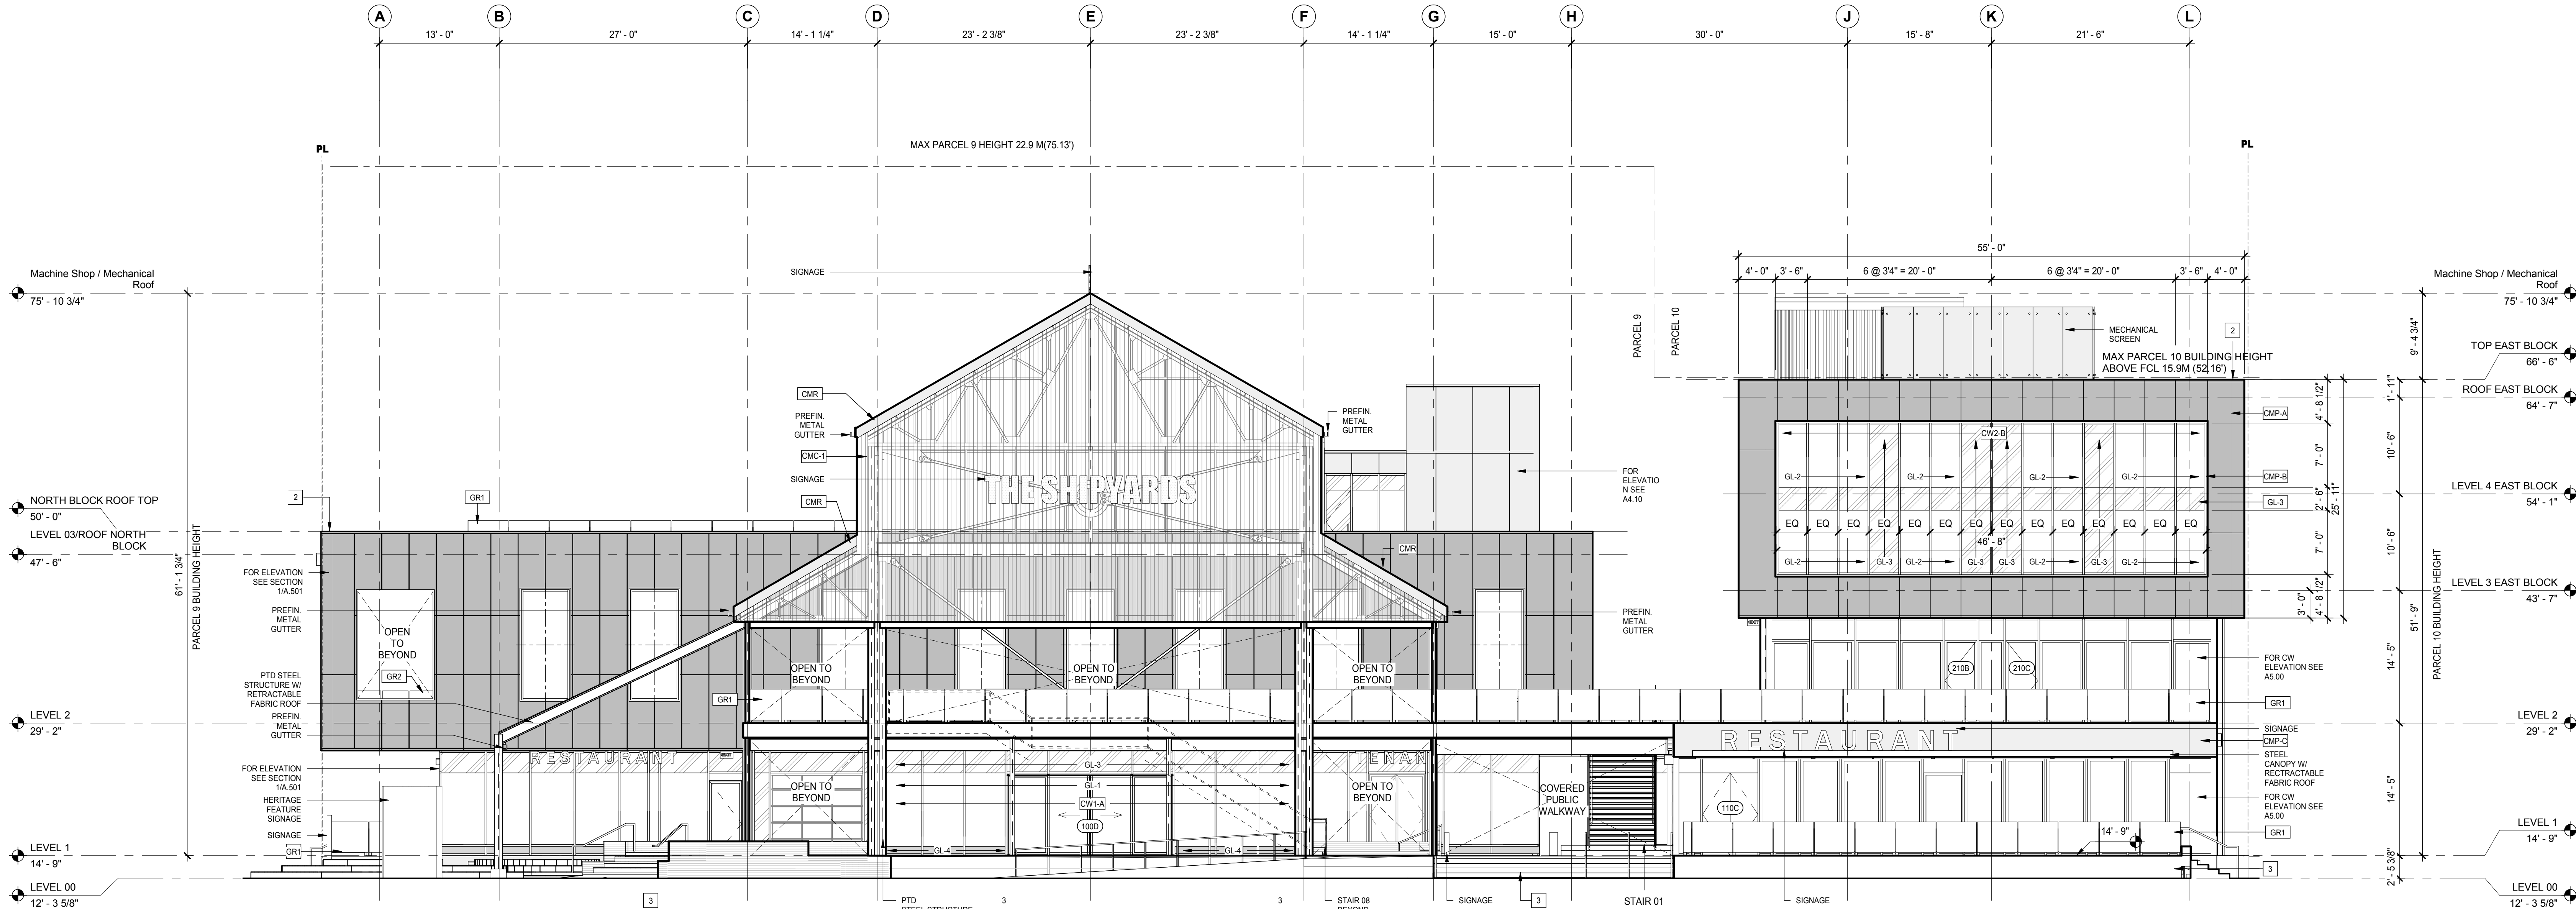 A B C D E F G H J K L
13' - 0" 27' - 0" 14' - 1 1/4" 23' - 2 3/8" 23' - 2 3/8" 14' - 1 1/4" 15' - 0" 30' - 0" 15' - 8" 21' - 6"
PL
MAX PARCEL 9 HEIGHT 22.9 M(75.13')
PL
55' - 0"
4' - 0" 3' - 6" 6 @ 3'4" = 20' - 0" 6 @ 3'4" = 20' - 0" 3' - 6" 4' - 0"
Machine Shop / Mechanical
Roof
75' - 10 3/4"
NORTH BLOCK ROOF TOP
50' - 0"
LEVEL 03/ROOF NORTH
BLOCK
47' - 6"
LEVEL 2
29' - 2"
LEVEL 1
14' - 9"
LEVEL 00
12' - 3 5/8"
61' - 1 3/4"
PARCEL 9 BUILDING HEIGHT
2
GR1
FOR ELEVATION
SEE SECTION
1/A.501
PREFIN.
METAL
GUTTER
OPEN
TO
BEYOND
GR2
PTD STEEL
STRUCTURE W/
RETRACTABLE
FABRIC ROOF
PREFIN.
METAL
GUTTER
FOR ELEVATION
SEE SECTION
1/A.501
HERITAGE
FEATURE
SIGNAGE
SIGNAGE
GR1
RESTAURANT
3
SIGNAGE
CMR
PREFIN.
METAL
GUTTER
CMC-1
SIGNAGE
CMR
THE SHIPYARDS
PREFIN.
METAL
GUTTER
CMR
PREFIN.
METAL
GUTTER
FOR
ELEVATIO
N SEE
A4.10
GR1
OPEN TO
BEYOND
OPEN TO
BEYOND
OPEN TO
BEYOND
OPEN TO
BEYOND
GL-3
GL-1
CW1-A
100D
GL-4
GL-4
TENAN
OPEN TO
BEYOND
COVERED
PUBLIC
WALKWAY
PTD
STEEL STRUCTURE
3
3
STAIR 08
BEYOND
SIGNAGE
3
STAIR 01
SIGNAGE
PARCEL 9
PARCEL 10
MECHANICAL
SCREEN
2
MAX PARCEL 10 BUILDING HEIGHT
ABOVE FCL 15.9M (52.16')
CMP-A
CW2-B
GL-2 GL-2 GL-2 GL-2
CMP-B
GL-3
EQ EQ EQ EQ EQ EQ EQ EQ EQ EQ EQ EQ EQ EQ
46' - 8"
GL-2 GL-3 GL-2 GL-3 GL-3 GL-2 GL-3 GL-2
210B
210C
FOR CW
ELEVATION SEE
A5.00
GR1
SIGNAGE
CMP-C
RESTAURANT
STEEL
CANOPY W/
RECTRACTABLE
FABRIC ROOF
110C
FOR CW
ELEVATION SEE
A5.00
GR1
14' - 9"
3
4' - 8 1/2"
7' - 0"
2' - 6"
7' - 0"
4' - 8 1/2"
3' - 0"
25' - 11"
9' - 4 3/4"
1' - 11"
10' - 6"
10' - 6"
14' - 5"
14' - 5"
2' - 5 3/8"
51' - 9"
PARCEL 10 BUILDING HEIGHT
Machine Shop / Mechanical
Roof
75' - 10 3/4"
TOP EAST BLOCK
66' - 6"
ROOF EAST BLOCK
64' - 7"
LEVEL 4 EAST BLOCK
54' - 1"
LEVEL 3 EAST BLOCK
43' - 7"
LEVEL 2
29' - 2"
LEVEL 1
14' - 9"
LEVEL 00
12' - 3 5/8"